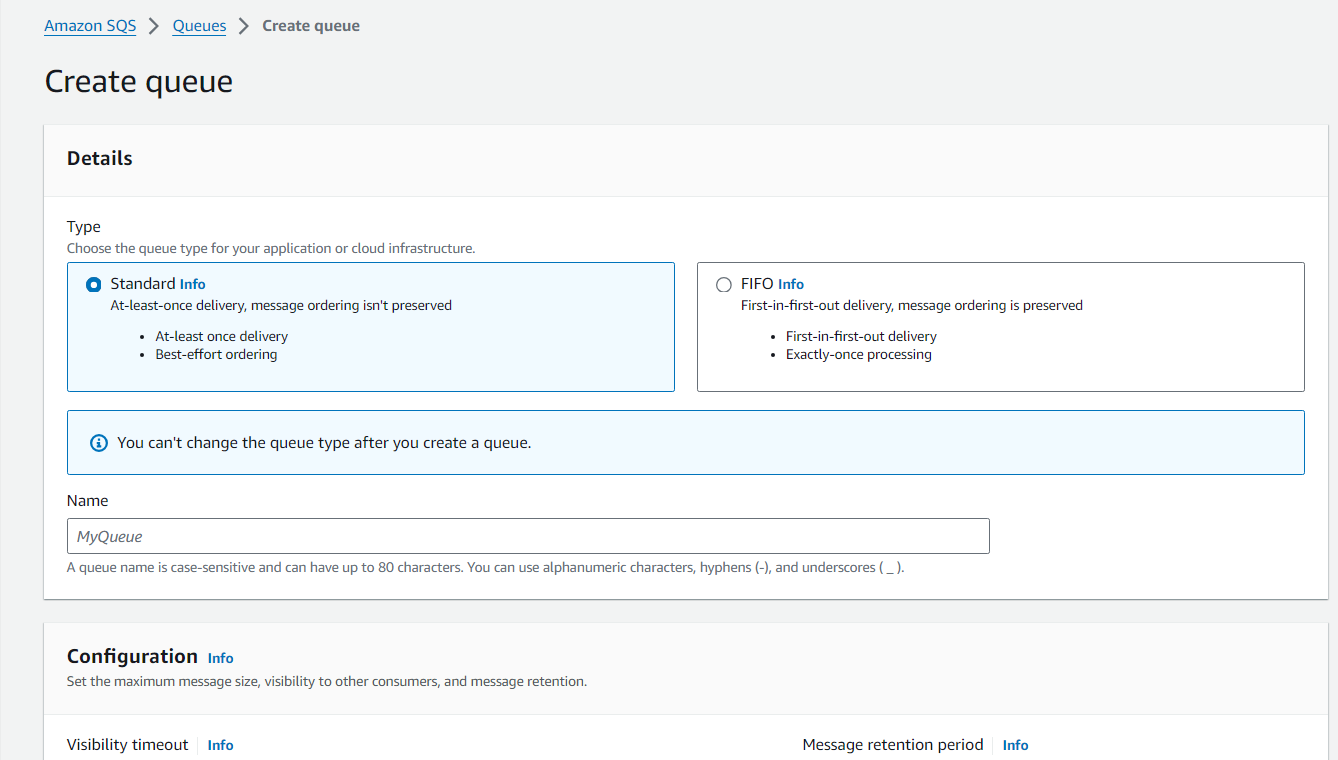 Amazon SQS > Queues > Create queue
Create queue
Details
Type
Choose the queue type for your application or cloud infrastructure.
Standard Info
At-least-once delivery, message ordering isn't preserved
• At-least once delivery
• Best-effort ordering
FIFO Info
First-in-first-out delivery, message ordering is preserved
• First-in-first-out delivery
• Exactly-once processing
You can't change the queue type after you create a queue.
Name
MyQueue
A queue name is case-sensitive and can have up to 80 characters. You can use alphanumeric characters, hyphens (-), and underscores ( _ ).
Configuration Info
Set the maximum message size, visibility to other consumers, and message retention.
Visibility timeout Info
Message retention period Info